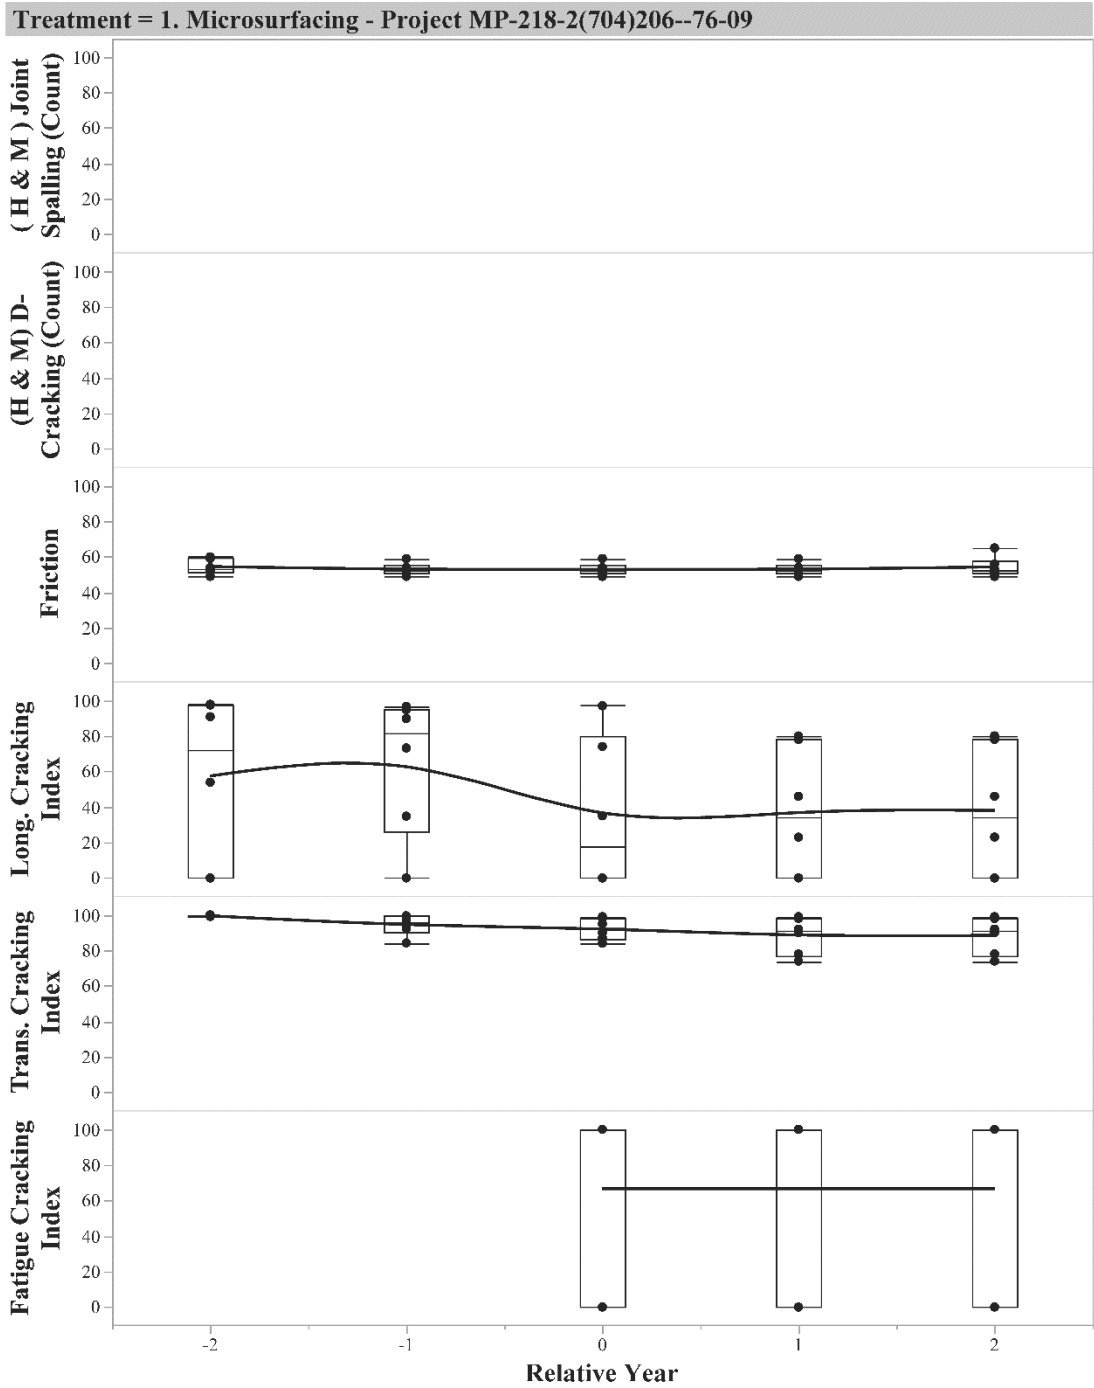 Treatment = 1. Microsurfacing - Project MP-218-2(704)206--76-09
( H & M ) Joint
Spalling (Count)
100
80
60
40
20
0
(H & M) D-
Cracking (Count)
100
80
60
40
20
0
Friction
100
80
60
40
20
0
Long. Cracking
Index
100
80
60
40
20
0
Trans. Cracking
Index
100
80
60
40
20
0
Fatigue Cracking
Index
100
80
60
40
20
0
-2 -1 0 1 2
Relative Year